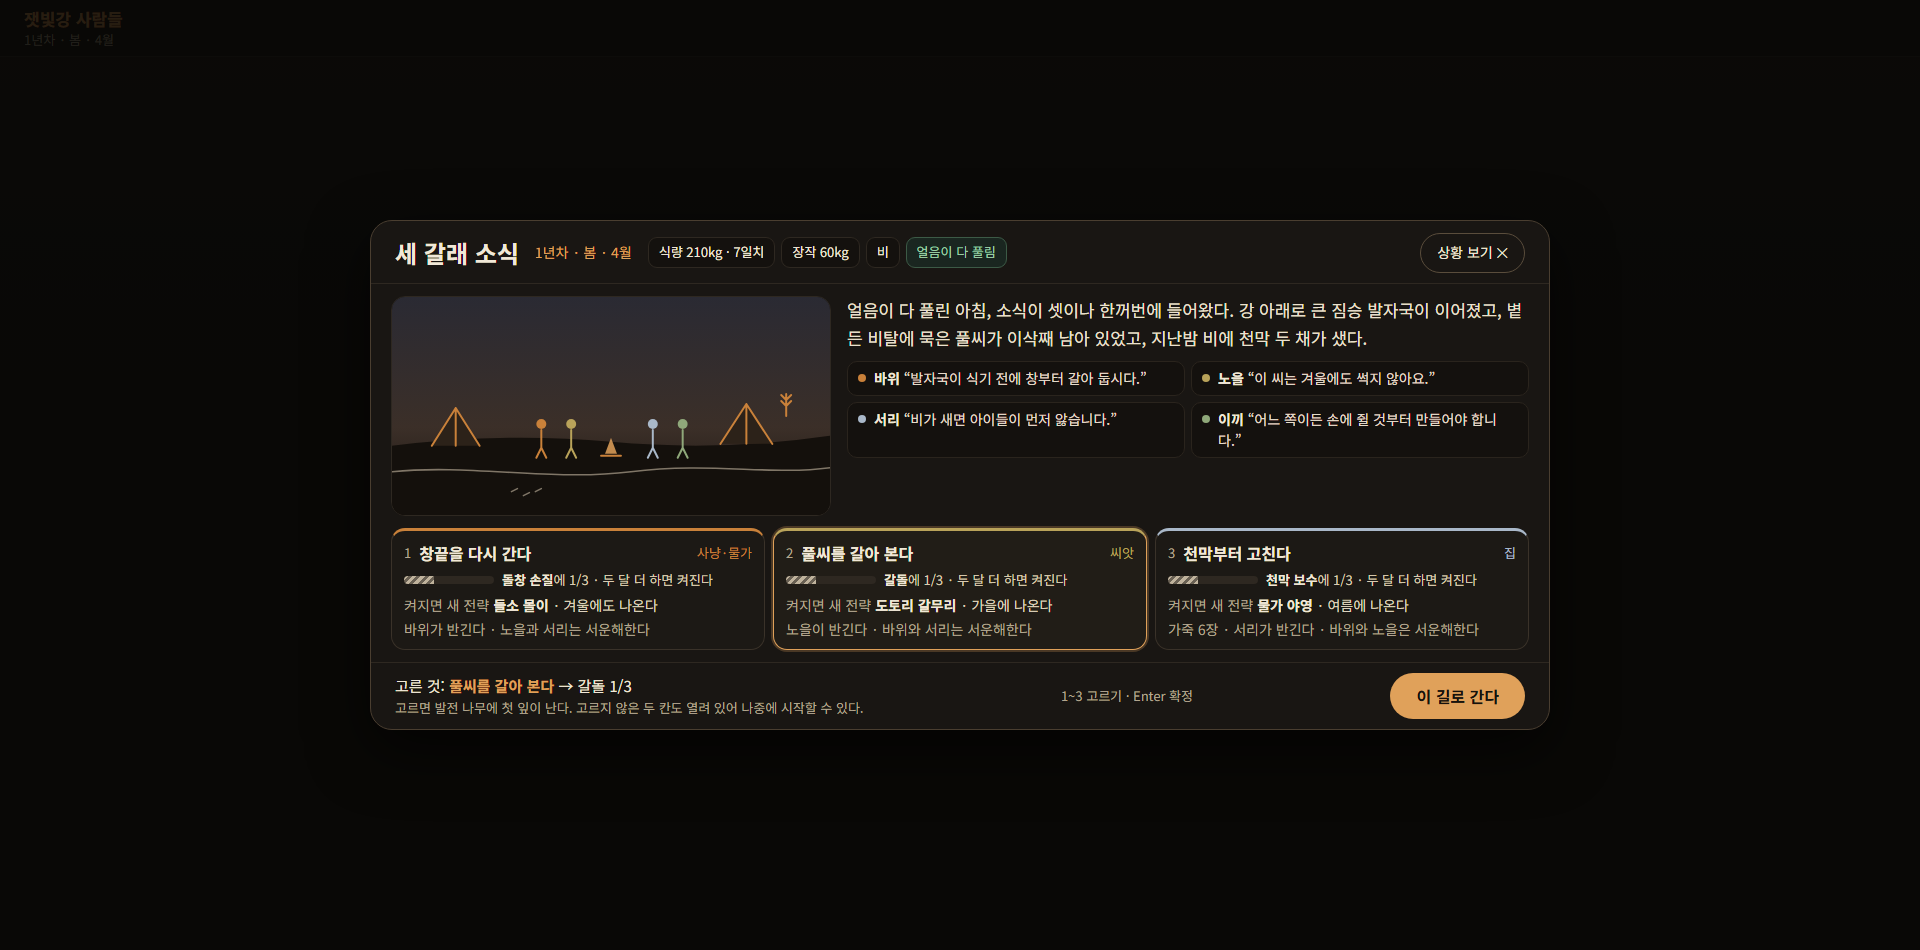 잿빛강 사람들
1년차 · 봄 · 4월
세 갈래 소식 1년차 · 봄 · 4월 식량 210kg · 7일치 장작 60kg 비 얼음이 다 풀림 상황 보기 ×
얼음이 다 풀린 아침, 소식이 셋이나 한꺼번에 들어왔다. 강 아래로 큰 짐승 발자국이 이어졌고, 볕
든 비탈에 묵은 풀씨가 이삭째 남아 있었고, 지난밤 비에 천막 두 채가 샜다.
바위 “발자국이 식기 전에 창부터 갈아 둡시다.”
노을 “이 씨는 겨울에도 썩지 않아요.”
서리 “비가 새면 아이들이 먼저 앓습니다.”
이끼 “어느 쪽이든 손에 쥘 것부터 만들어야 합니
다.”
1 창끝을 다시 간다 사냥·물가
돌창 손질에 1/3 · 두 달 더 하면 켜진다
켜지면 새 전략 들소 몰이 · 겨울에도 나온다
바위가 반긴다 · 노을과 서리는 서운해한다
2 풀씨를 갈아 본다 씨앗
갈돌에 1/3 · 두 달 더 하면 켜진다
켜지면 새 전략 도토리 갈무리 · 가을에 나온다
노을이 반긴다 · 바위와 서리는 서운해한다
3 천막부터 고친다 집
천막 보수에 1/3 · 두 달 더 하면 켜진다
켜지면 새 전략 물가 야영 · 여름에 나온다
가죽 6장 · 서리가 반긴다 · 바위와 노을은 서운해한다
고른 것: 풀씨를 갈아 본다 → 갈돌 1/3
고르면 발전 나무에 첫 잎이 난다. 고르지 않은 두 칸도 열려 있어 나중에 시작할 수 있다.
1~3 고르기 · Enter 확정
이 길로 간다